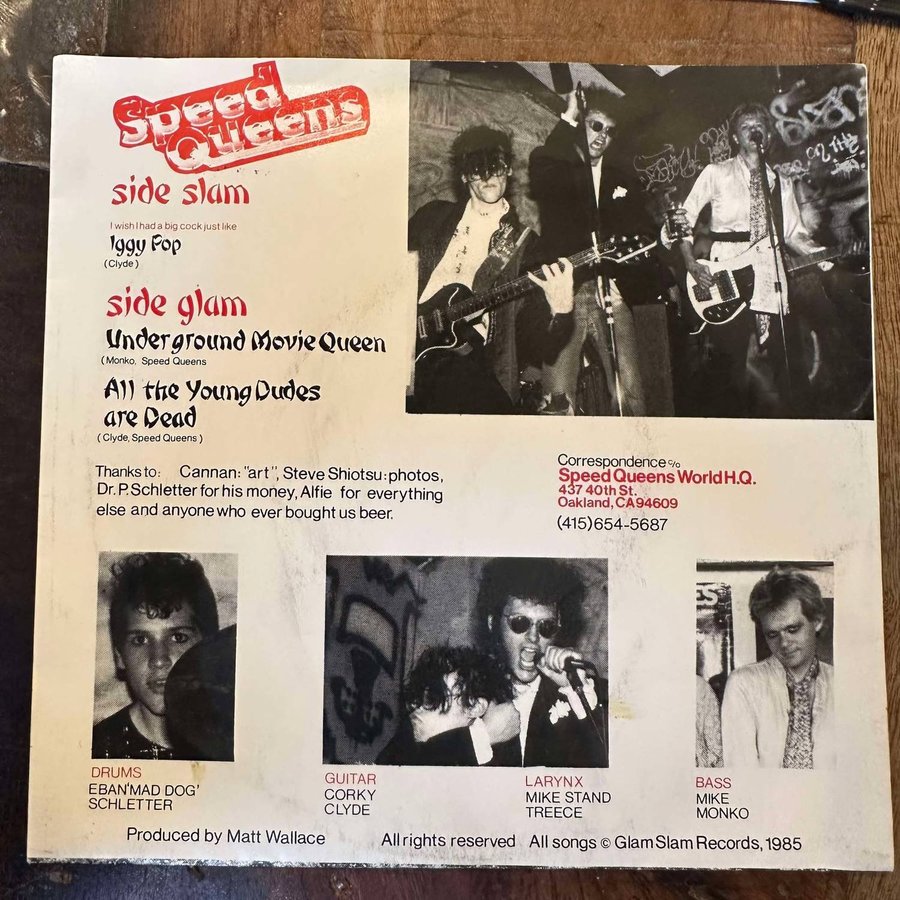 Speed
Queens
side slam
I wish I had a big cock just like
Iggy Pop
(Clyde)
side glam
Underground Movie Queen
(Monko, Speed Queens
All the Young Dudes
are Dead
(Clyde, Speed Queens)
Thanks to: Cannan: "art", Steve Shiotsu: photos,
Dr. P. Schletter for his money, Alfie for everything
else and anyone who ever bought us beer.
Correspondence c/o
Speed Queens World H.Q.
437 40th St.
Oakland, CA 94609
(415) 654-5687
DRUMS
EBAN 'MAD DOG'
SCHLETTER
GUITAR
CORKY
CLYDE
LARYNX
MIKE STAND
TREECE
BASS
MIKE
MONKO
Produced by Matt Wallace
All rights reserved All songs © Glam Slam Records, 1985